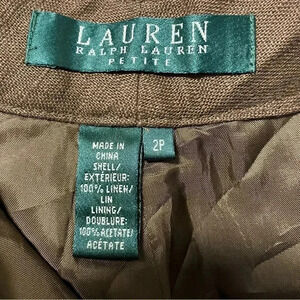 LAUREN
RALPH LAUREN
PETITE
MADE IN
CHINA
SHELL/
EXTÉRIEUR:
100% LINEN/
LIN
LINING/
DOUBLURE:
100% ACETATE/
ACÉTATE
2P